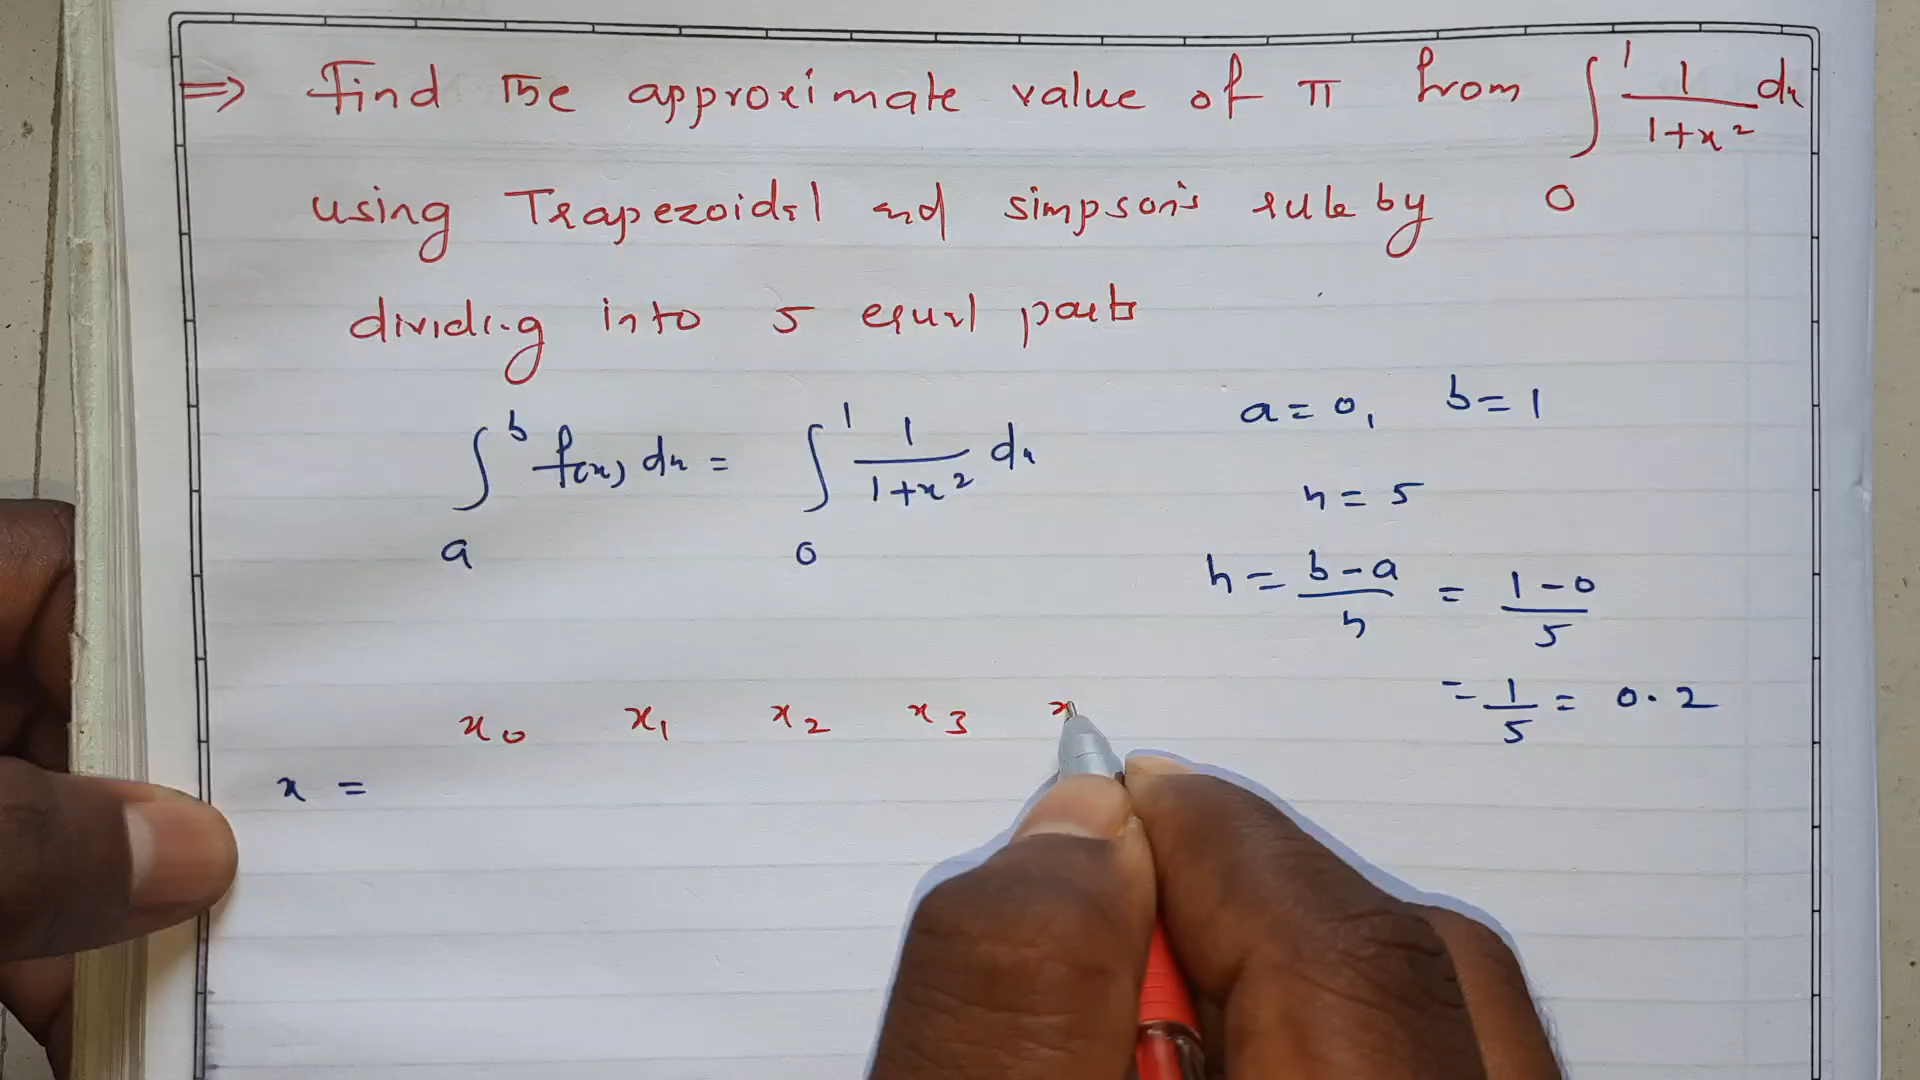 ⇒ Find The approximate value of π from ∫₀¹ 1/(1+x²) dx
using Trapezoidal and simpson's rule by
dividing into 5 equal parts
∫ₐᵇ f(x) dx = ∫₀¹ 1/(1+x²) dx
a = 0, b = 1
n = 5
h = (b-a)/n = (1-0)/5
= 1/5 = 0.2
x₀ x₁ x₂ x₃ x
x =